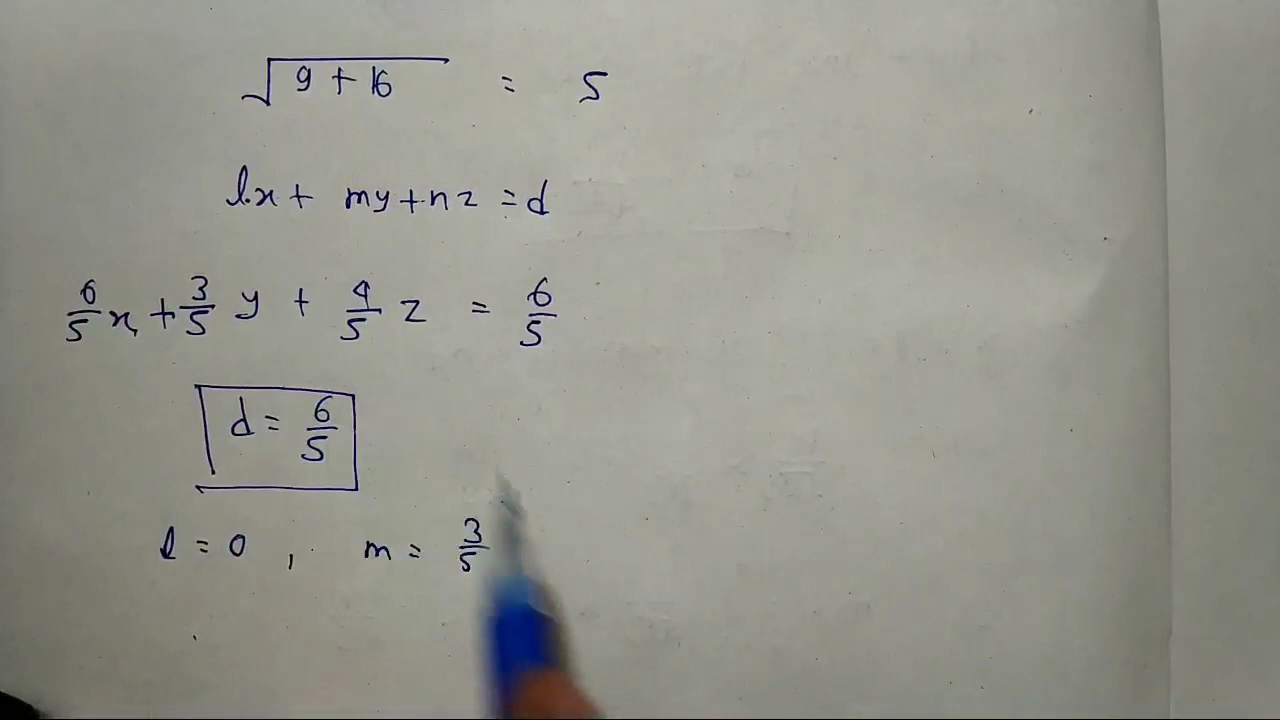 √(9 + 16) = 5
lx + my + nz = d
6/5 x + 3/5 y + 4/5 z = 6/5
d = 6/5
l = 0 , m = 3/5